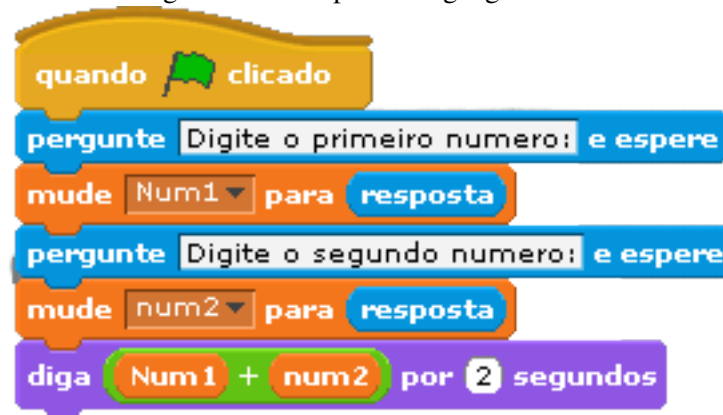 quando clicado
pergunte Digite o primeiro numero: e espere
mude Num1 para resposta
pergunte Digite o segundo numero: e espere
mude num2 para resposta
diga Num1 + num2 por 2 segundos